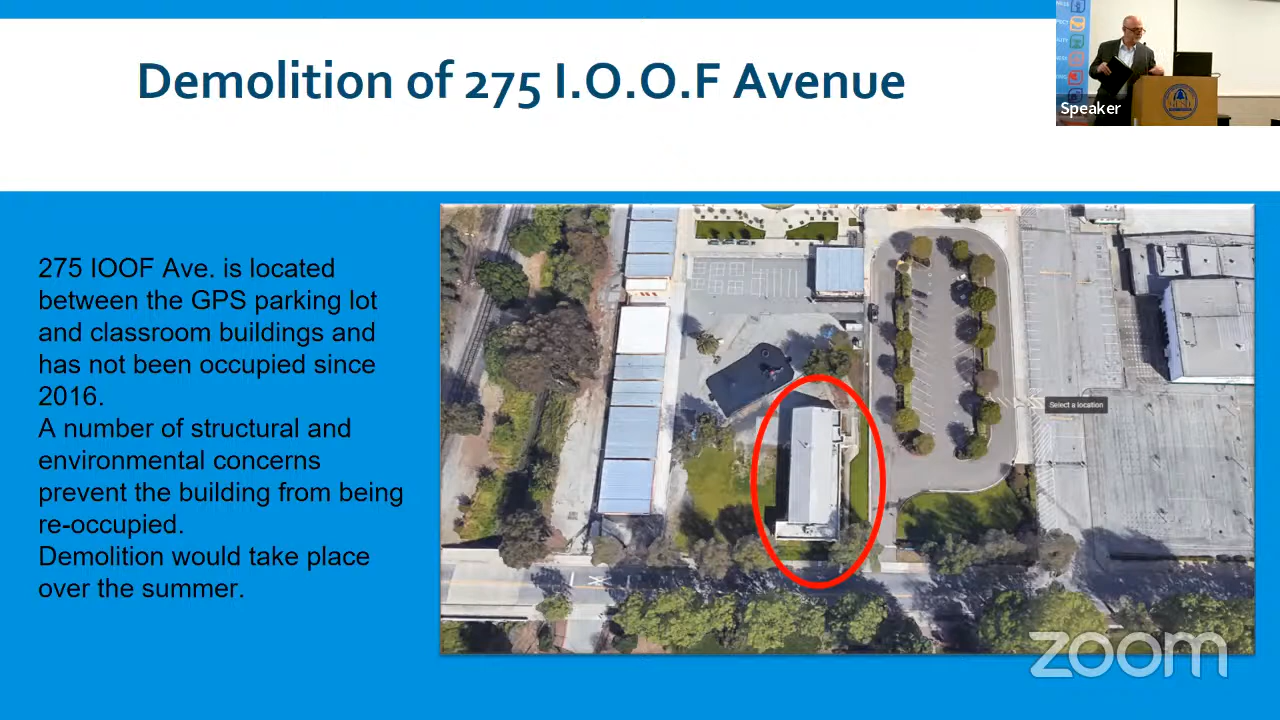 Demolition of 275 I.O.O.F Avenue
Speaker
275 IOOF Ave. is located
between the GPS parking lot
and classroom buildings and
has not been occupied since
2016.
A number of structural and
environmental concerns
prevent the building from being
re-occupied.
Demolition would take place
over the summer.
Select a location
zoom